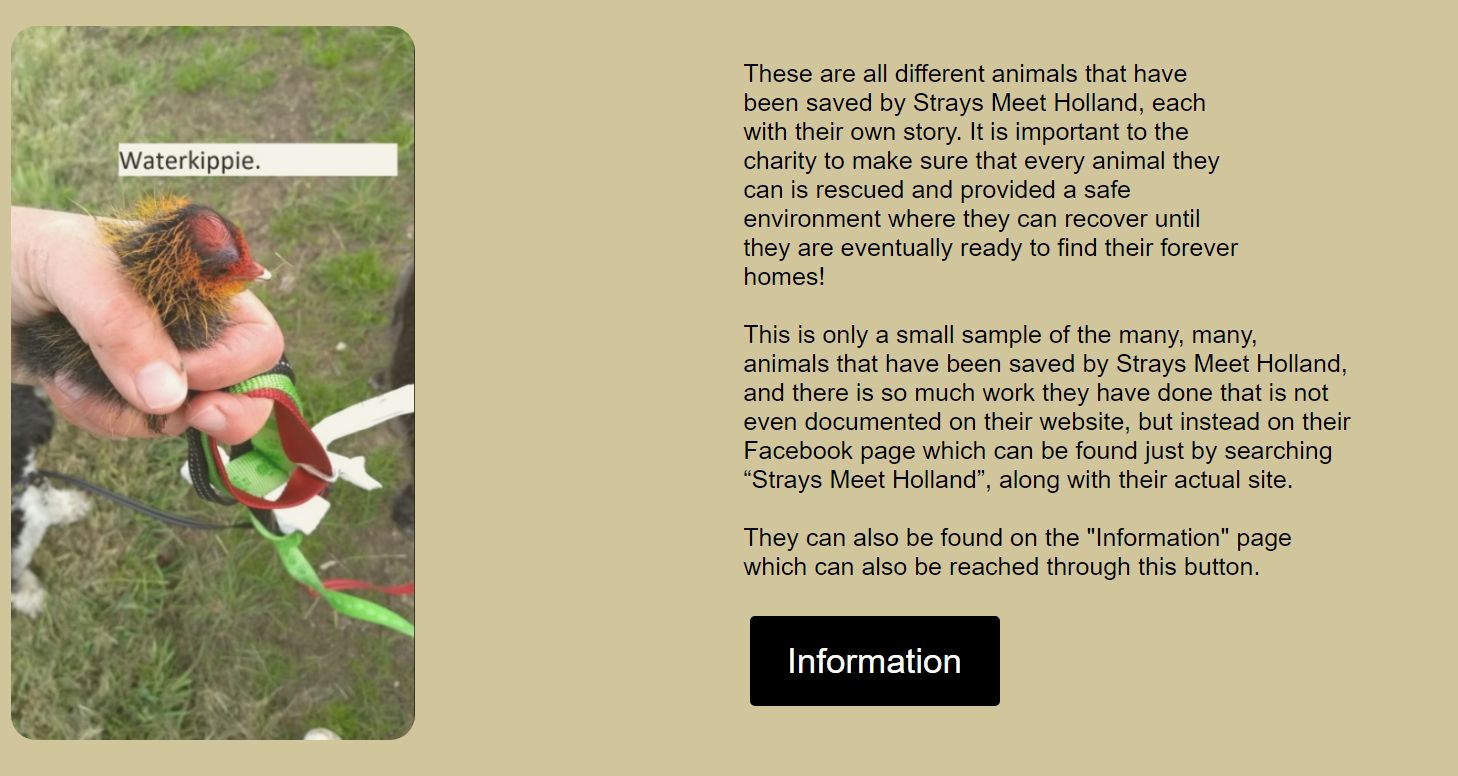 Waterkippie.
These are all different animals that have
been saved by Strays Meet Holland, each
with their own story. It is important to the
charity to make sure that every animal they
can is rescued and provided a safe
environment where they can recover until
they are eventually ready to find their forever
homes!
This is only a small sample of the many, many,
animals that have been saved by Strays Meet Holland,
and there is so much work they have done that is not
even documented on their website, but instead on their
Facebook page which can be found just by searching
“Strays Meet Holland”, along with their actual site.
They can also be found on the "Information" page
which can also be reached through this button.
Information